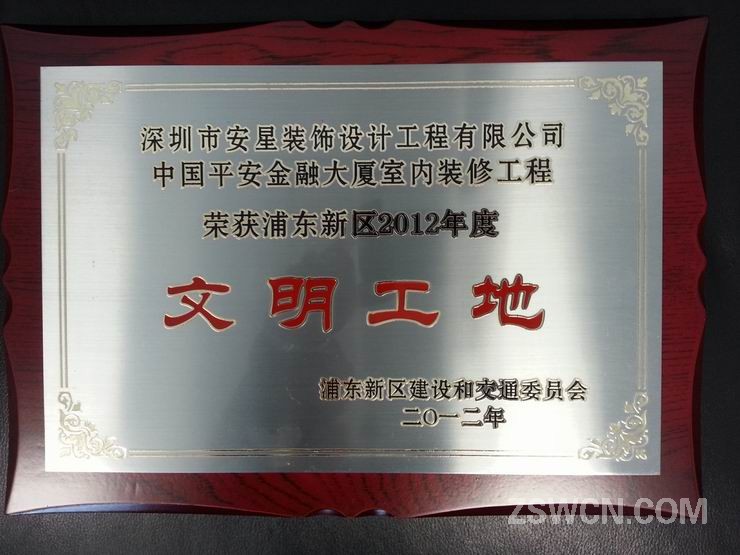 深圳市安星装饰设计工程有限公司
中国平安金融大厦室内装修工程
荣获浦东新区2012年度
文明工地
浦东新区建设和交通委员会
二〇一二年
ZSWCN.COM